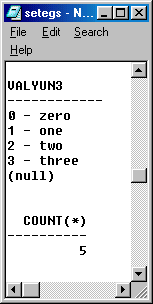 setegs - N...
File Edit Search
Help
VALYUN3
------------
0 - zero
1 - one
2 - two
3 - three
(null)
COUNT(*)
----------
5